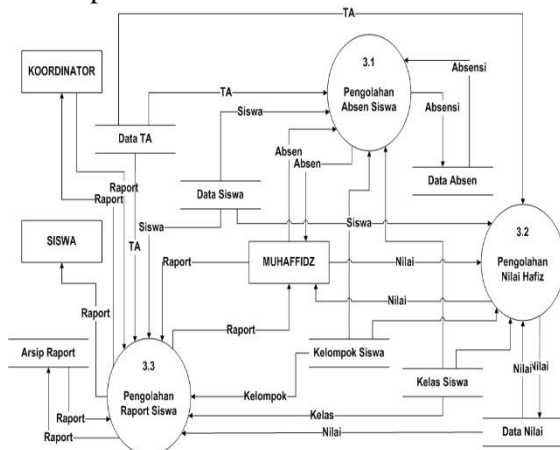 TA
KOORDINATOR
3.1
Pengolahan
Absen Siswa
Absensi
TA
Absensi
Siswa
Data TA
Absen
Absen
Data Absen
Raport
Raport
Data Siswa
SISWA
Siswa
Siswa
3.2
Pengolahan
Nilai Hafiz
TA
Raport
MUHAFFIDZ
Nilai
Nilai
Raport
Arsip Raport
3.3
Pengolahan
Raport Siswa
Kelompok Siswa
Nilai
Nilai
Kelompok
Kelas Siswa
Raport
Kelas
Raport
Nilai
Data Nilai